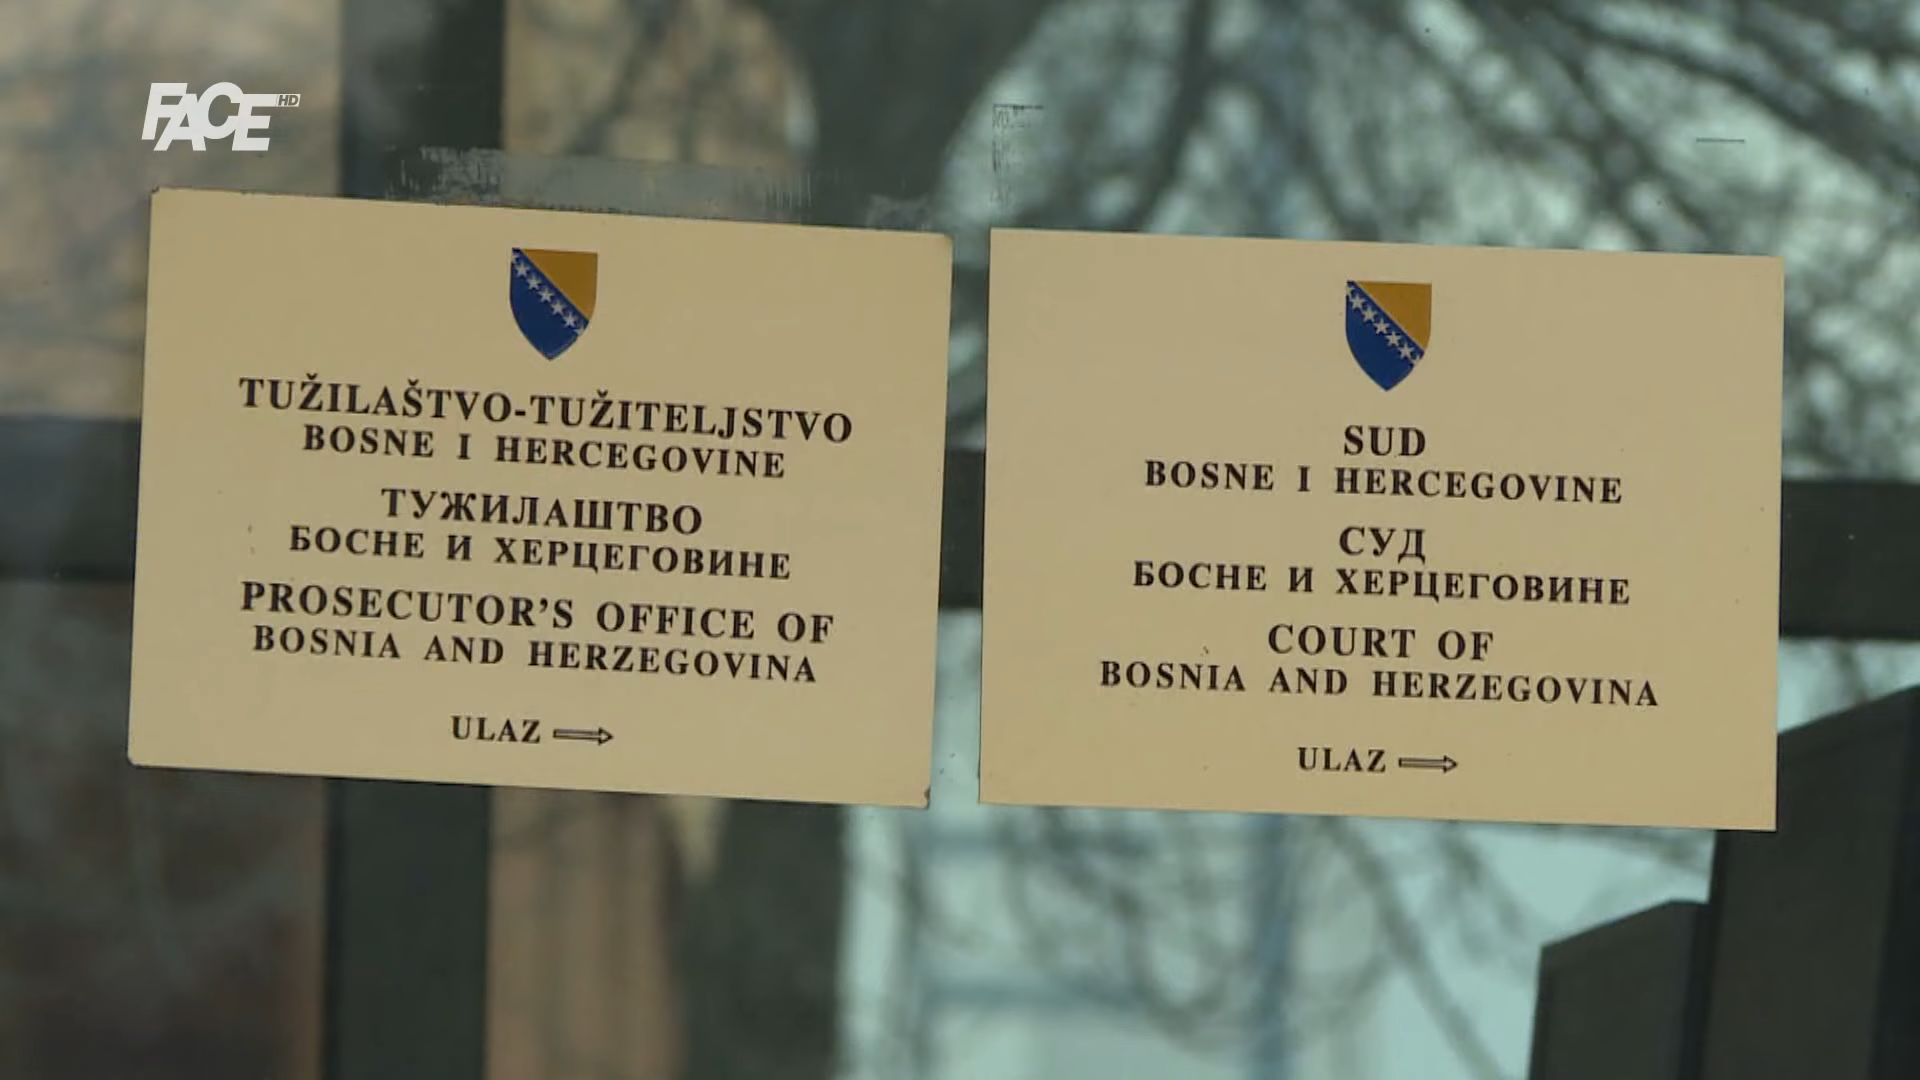 FACE HD
TUŽILAŠTVO-TUŽITELJSTVO
BOSNE I HERCEGOVINE
ТУЖИЛАШТВО
БОСНЕ И ХЕРЦЕГОВИНЕ
PROSECUTOR’S OFFICE OF
BOSNIA AND HERZEGOVINA
ULAZ
SUD
BOSNE I HERCEGOVINE
СУД
БОСНЕ И ХЕРЦЕГОВИНЕ
COURT OF
BOSNIA AND HERZEGOVINA
ULAZ